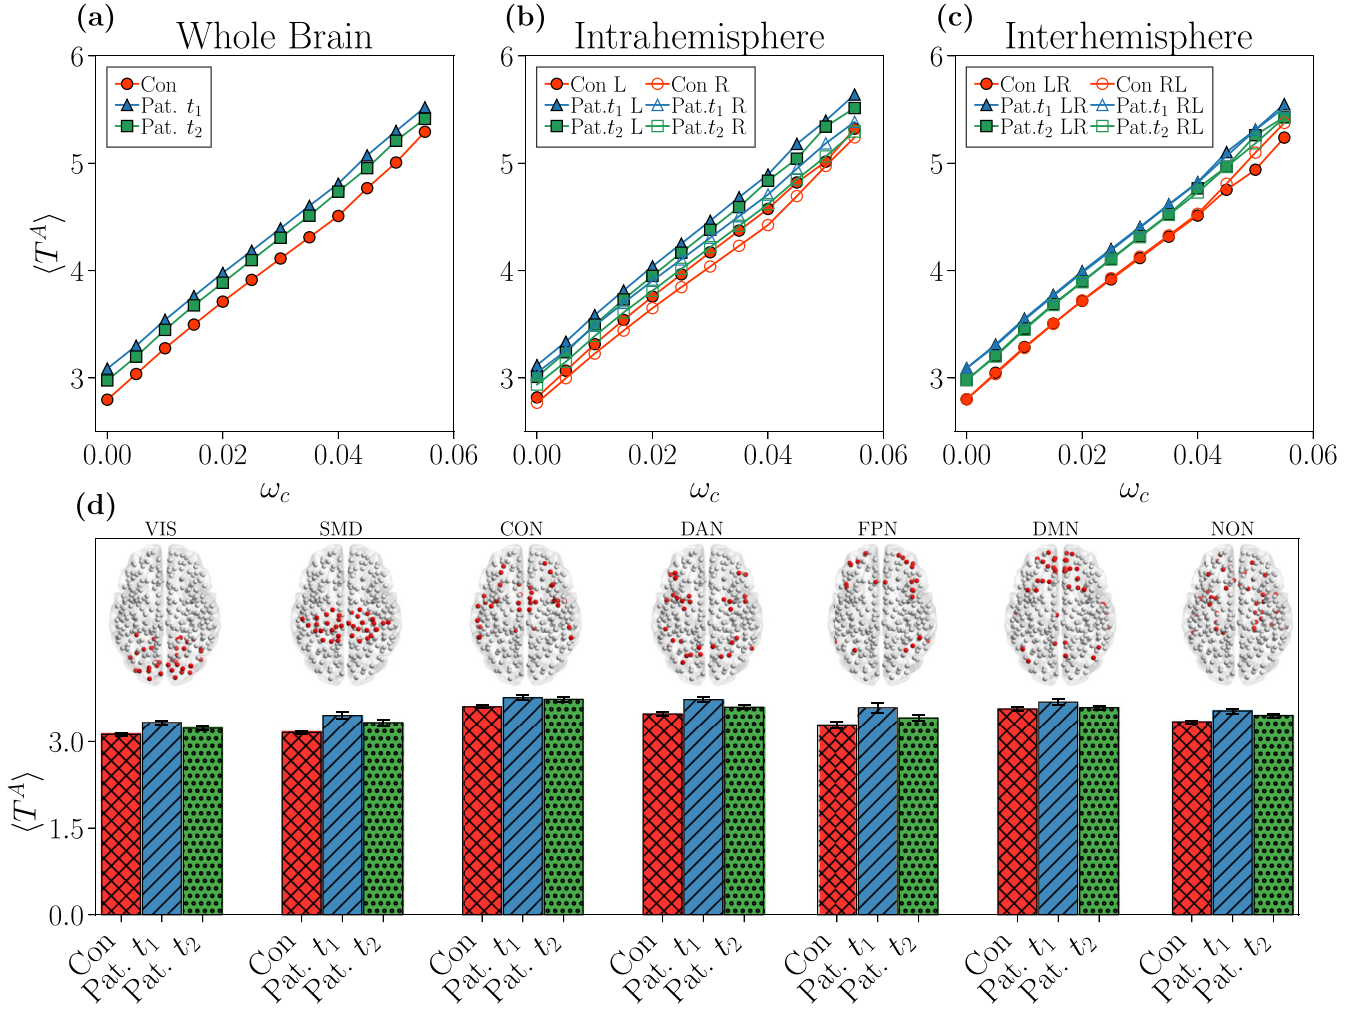 (a)
Whole Brain
(b)
Intrahemisphere
(c)
Interhemisphere
6
5
4
3
⟨T^A⟩
Con
Pat. t₁
Pat. t₂
0.00 0.02 0.04 0.06
ω_c
6
5
4
3
Con L Con R
Pat.t₁ L Pat.t₁ R
Pat.t₂ L Pat.t₂ R
0.00 0.02 0.04 0.06
ω_c
6
5
4
3
Con LR Con RL
Pat.t₁ LR Pat.t₁ RL
Pat.t₂ LR Pat.t₂ RL
0.00 0.02 0.04 0.06
ω_c
(d)
VIS SMD CON DAN FPN DMN NON
3.0
1.5
0.0
⟨T^A⟩
Con Pat. t₁ Pat. t₂ Con Pat. t₁ Pat. t₂ Con Pat. t₁ Pat. t₂ Con Pat. t₁ Pat. t₂ Con Pat. t₁ Pat. t₂ Con Pat. t₁ Pat. t₂ Con Pat. t₁ Pat. t₂